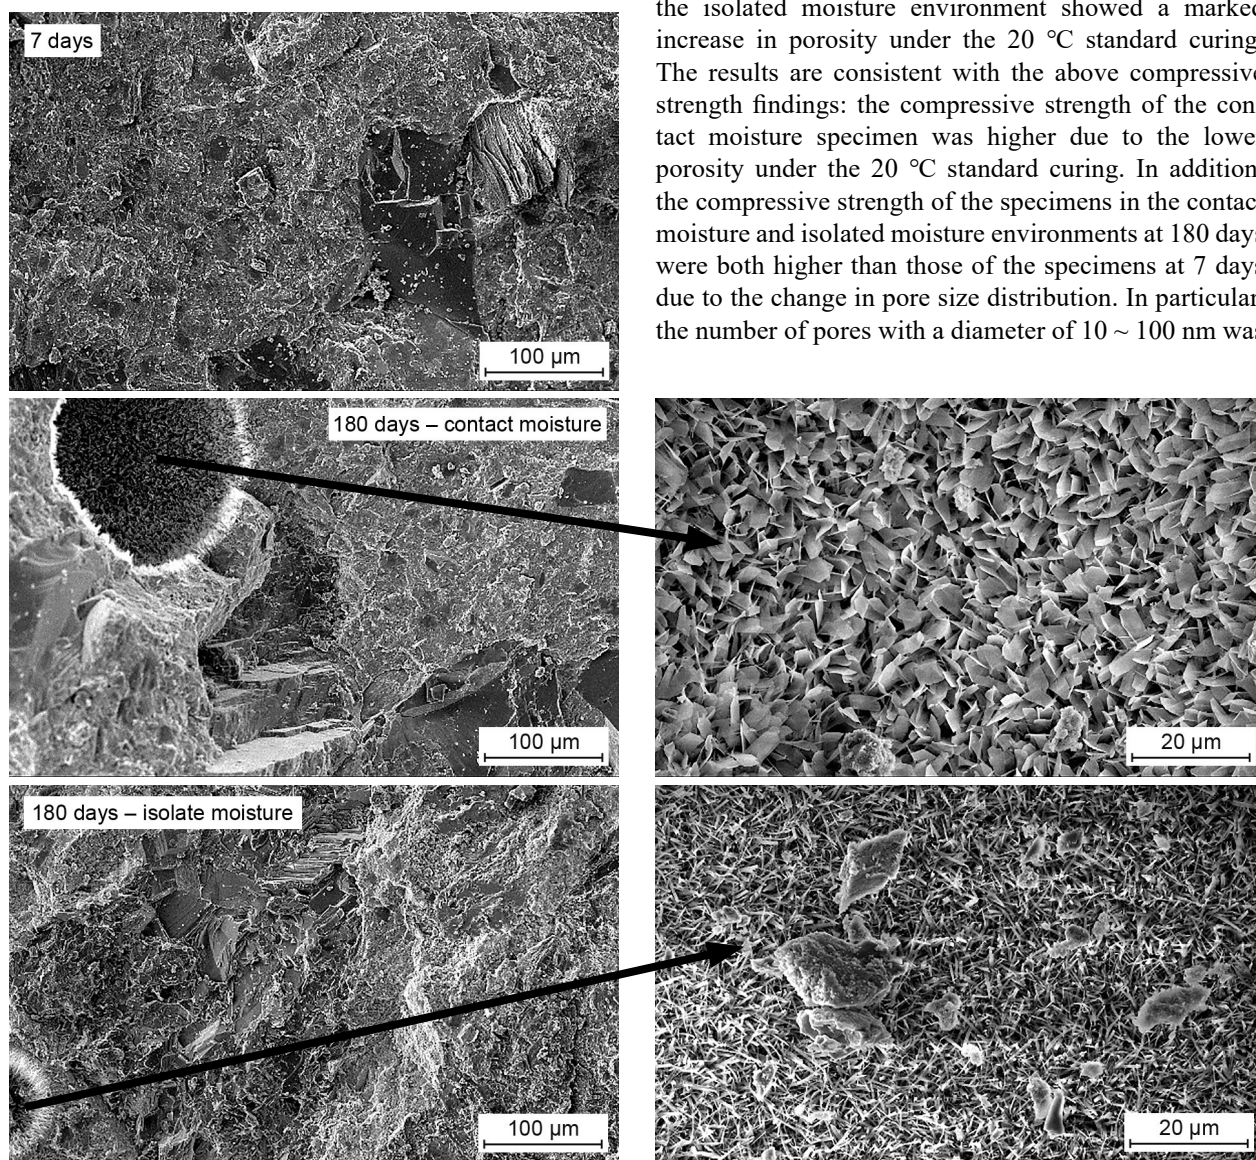 7 days
100 µm
the isolated moisture environment showed a marked
increase in porosity under the 20 °C standard curing
The results are consistent with the above compressive
strength findings: the compressive strength of the con
tact moisture specimen was higher due to the lowe
porosity under the 20 °C standard curing. In addition
the compressive strength of the specimens in the contac
moisture and isolated moisture environments at 180 days
were both higher than those of the specimens at 7 days
due to the change in pore size distribution. In particular
the number of pores with a diameter of 10 ~ 100 nm was
180 days – contact moisture
100 µm
20 µm
180 days – isolate moisture
100 µm
20 µm